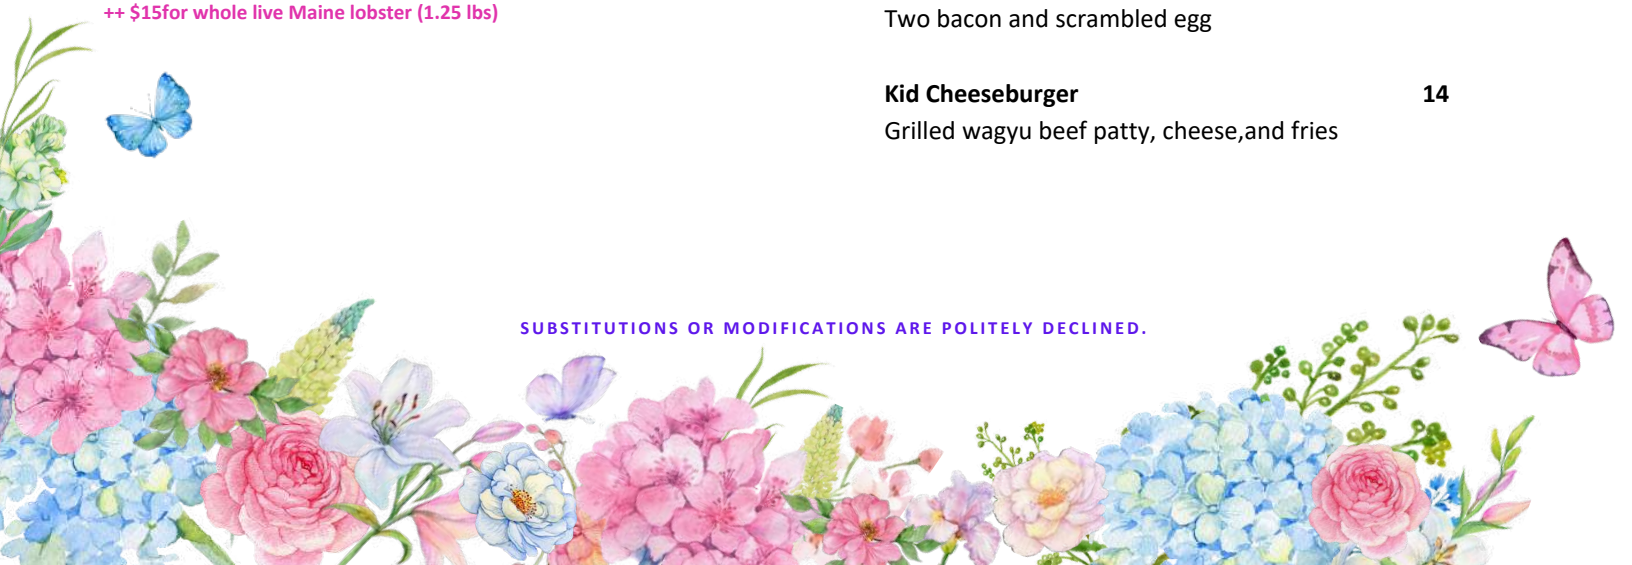 ++ $15for whole live Maine lobster (1.25 lbs)
Two bacon and scrambled egg
Kid Cheeseburger 14
Grilled wagyu beef patty, cheese,and fries
SUBSTITUTIONS OR MODIFICATIONS ARE POLITELY DECLINED.